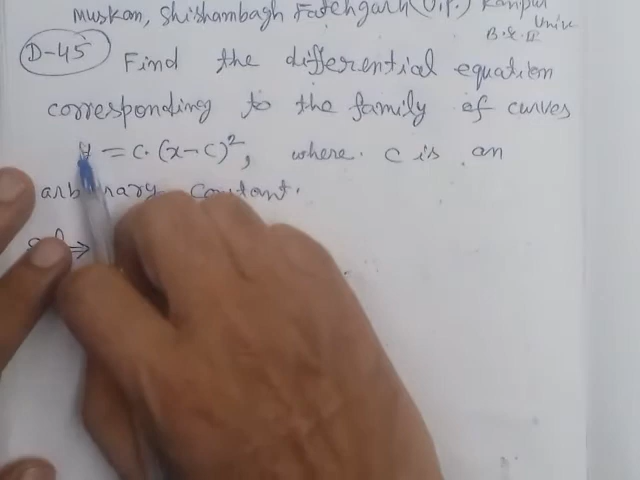 Muskan, Shishambagh Fatehgarh (U.P.) Kanpur
Univ
B.Sc II
D-45 Find the differential equation
corresponding to the family of curves
y = c.(x-c)², where c is an
arbitrary constant.
Sol ⇒